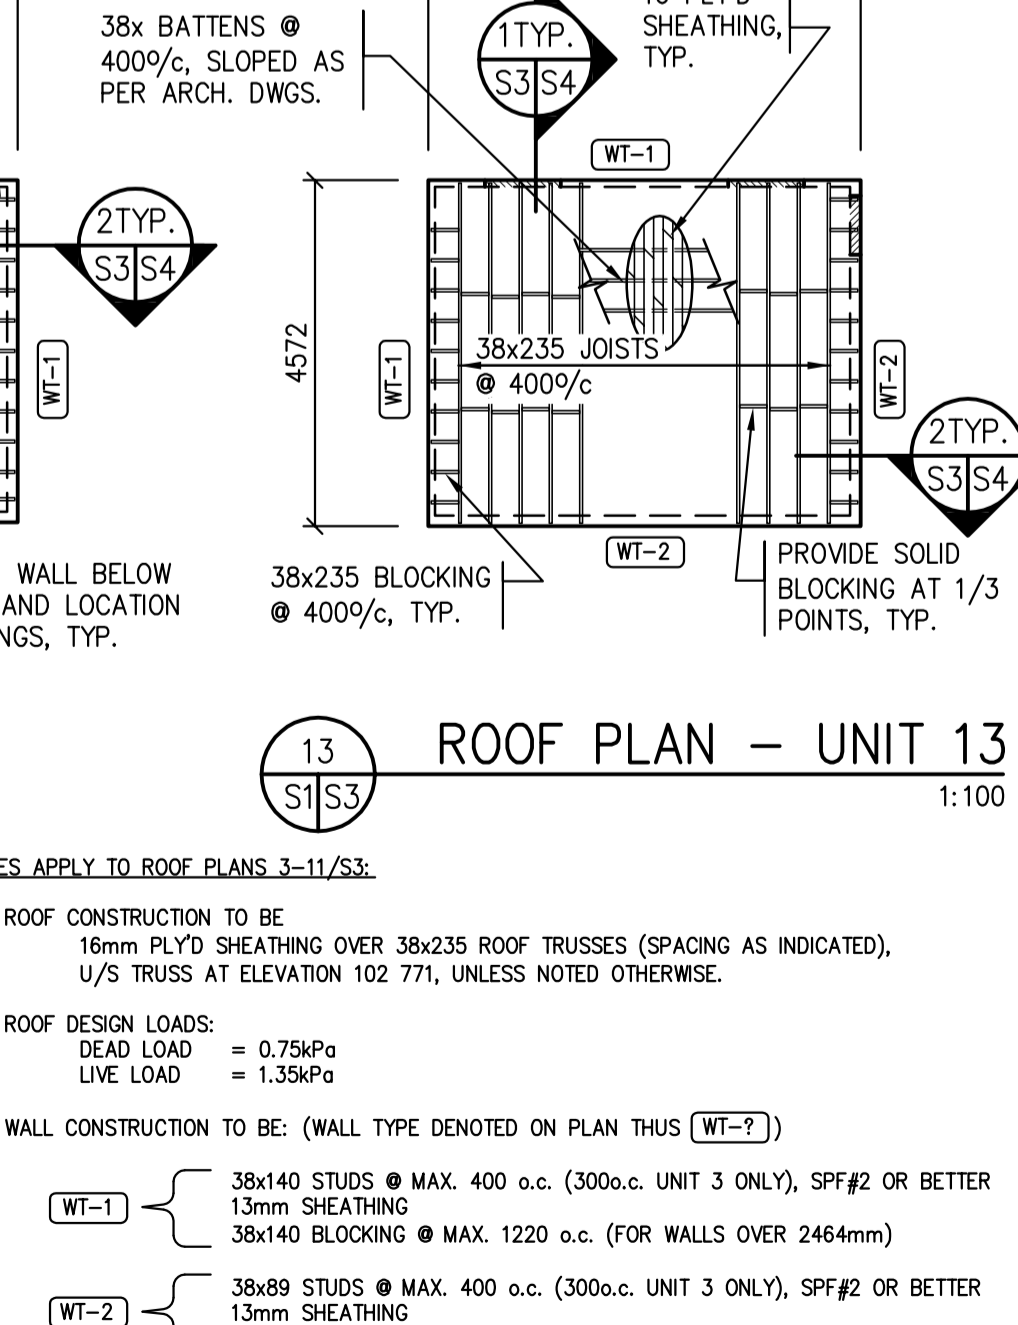 38x BATTENS @
400o/c, SLOPED AS
PER ARCH. DWGS.
1TYP.
S3 S4
SHEATHING,
TYP.
WT-1
2TYP.
S3 S4
WT-1
4572
WT-1
38x235 JOISTS
@ 400o/c
WT-2
2TYP.
S3 S4
WT-2
WALL BELOW
AND LOCATION
TYP.
38x235 BLOCKING
@ 400o/c, TYP.
PROVIDE SOLID
BLOCKING AT 1/3
POINTS, TYP.
13
S1 S3
ROOF PLAN - UNIT 13
1:100
APPLY TO ROOF PLANS 3-11/S3:
ROOF CONSTRUCTION TO BE
16mm PLY'D SHEATHING OVER 38x235 ROOF TRUSSES (SPACING AS INDICATED),
U/S TRUSS AT ELEVATION 102 771, UNLESS NOTED OTHERWISE.
ROOF DESIGN LOADS:
DEAD LOAD = 0.75kPa
LIVE LOAD = 1.35kPa
WALL CONSTRUCTION TO BE: (WALL TYPE DENOTED ON PLAN THUS WT-?)
WT-1
38x140 STUDS @ MAX. 400 o.c. (300o.c. UNIT 3 ONLY), SPF#2 OR BETTER
13mm SHEATHING
38x140 BLOCKING @ MAX. 1220 o.c. (FOR WALLS OVER 2464mm)
WT-2
38x89 STUDS @ MAX. 400 o.c. (300o.c. UNIT 3 ONLY), SPF#2 OR BETTER
13mm SHEATHING